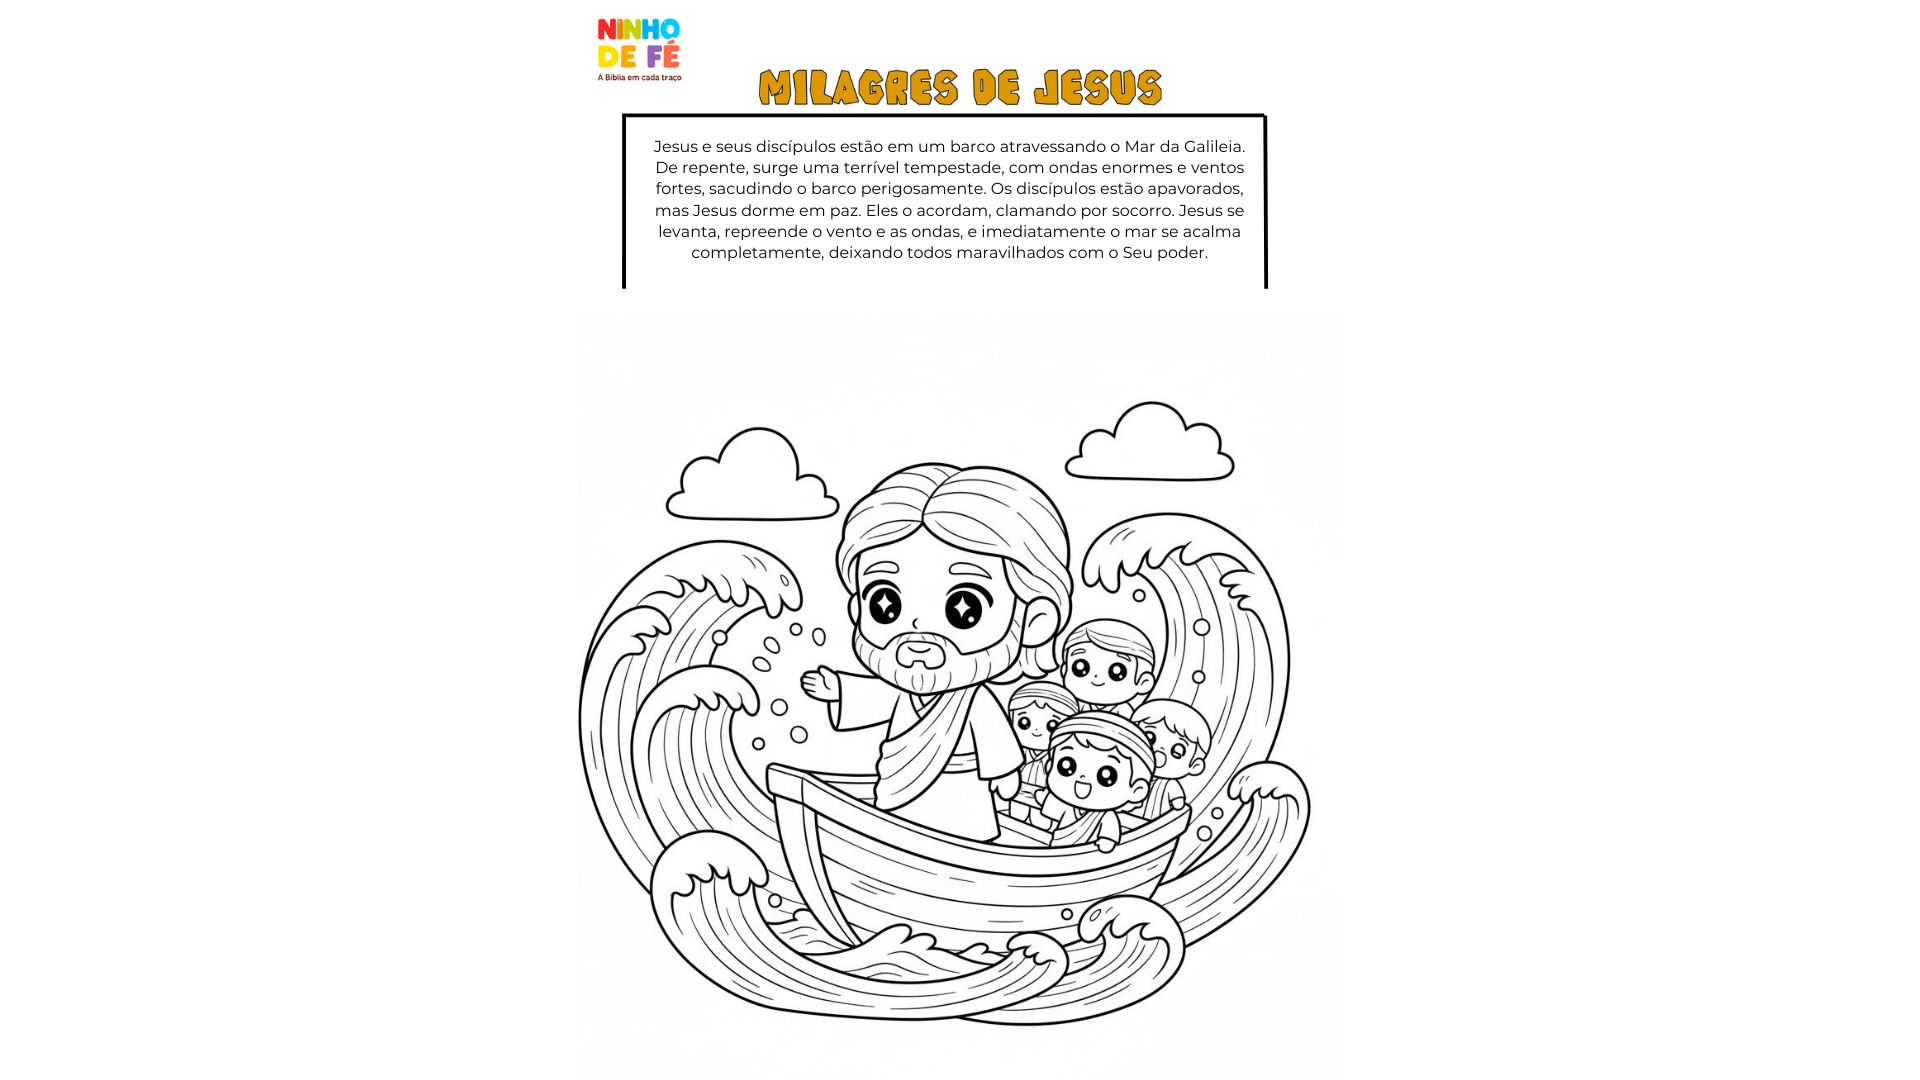 NINHO
DE FÉ
A Bíblia em cada traço
MILAGRES DE JESUS
Jesus e seus discípulos estão em um barco atravessando o Mar da Galileia.
De repente, surge uma terrível tempestade, com ondas enormes e ventos
fortes, sacudindo o barco perigosamente. Os discípulos estão apavorados,
mas Jesus dorme em paz. Eles o acordam, clamando por socorro. Jesus se
levanta, repreende o vento e as ondas, e imediatamente o mar se acalma
completamente, deixando todos maravilhados com o Seu poder.